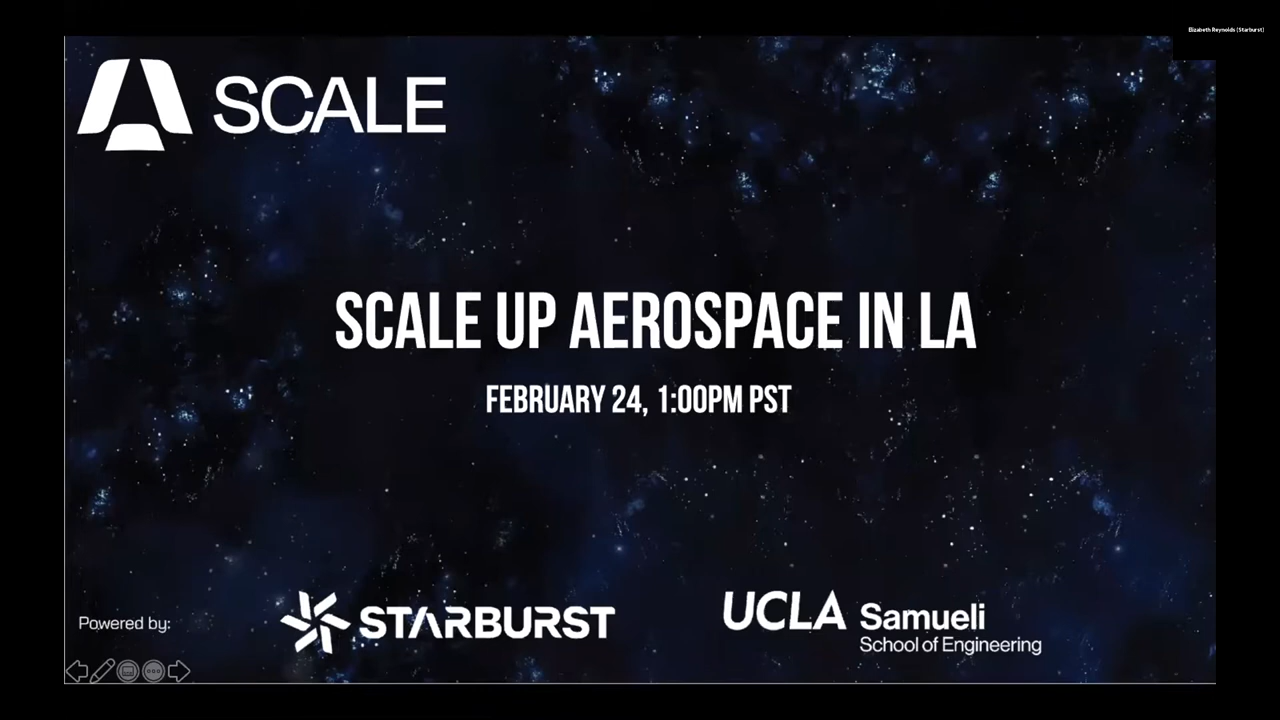 Elizabeth Reynolds (Starburst)
SCALE
SCALE UP AEROSPACE IN LA
FEBRUARY 24, 1:00PM PST
Powered by:
STARBURST
UCLA Samueli
School of Engineering